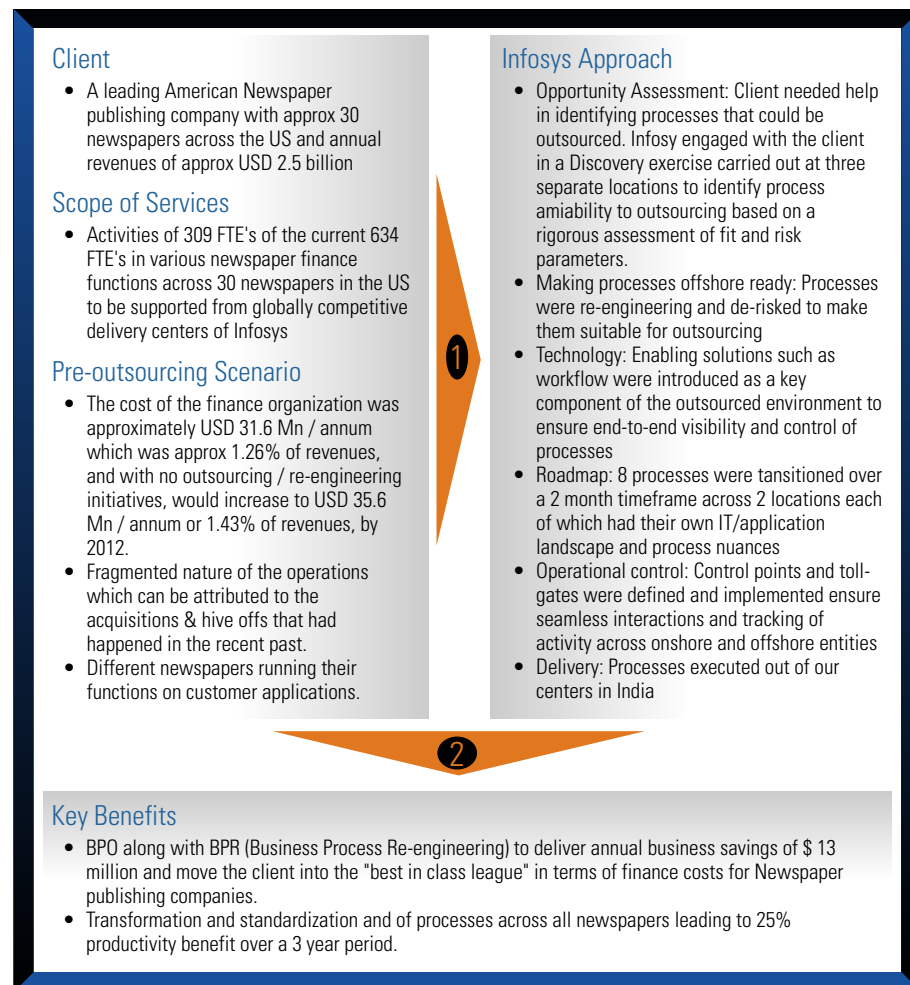 Client
• A leading American Newspaper
publishing company with approx 30
newspapers across the US and annual
revenues of approx USD 2.5 billion
Scope of Services
• Activities of 309 FTE's of the current 634
FTE's in various newspaper finance
functions across 30 newspapers in the US
to be supported from globally competitive
delivery centers of Infosys
Pre-outsourcing Scenario
• The cost of the finance organization was
approximately USD 31.6 Mn / annum
which was approx 1.26% of revenues,
and with no outsourcing / re-engineering
initiatives, would increase to USD 35.6
Mn / annum or 1.43% of revenues, by
2012.
• Fragmented nature of the operations
which can be attributed to the
acquisitions & hive offs that had
happened in the recent past.
• Different newspapers running their
functions on customer applications.
1
Infosys Approach
• Opportunity Assessment: Client needed help
in identifying processes that could be
outsourced. Infosy engaged with the client
in a Discovery exercise carried out at three
separate locations to identify process
amiability to outsourcing based on a
rigorous assessment of fit and risk
parameters.
• Making processes offshore ready: Processes
were re-engineering and de-risked to make
them suitable for outsourcing
• Technology: Enabling solutions such as
workflow were introduced as a key
component of the outsourced environment to
ensure end-to-end visibility and control of
processes
• Roadmap: 8 processes were tansitioned over
a 2 month timeframe across 2 locations each
of which had their own IT/application
landscape and process nuances
• Operational control: Control points and toll-
gates were defined and implemented ensure
seamless interactions and tracking of
activity across onshore and offshore entities
• Delivery: Processes executed out of our
centers in India
2
Key Benefits
• BPO along with BPR (Business Process Re-engineering) to deliver annual business savings of $ 13
million and move the client into the "best in class league" in terms of finance costs for Newspaper
publishing companies.
• Transformation and standardization and of processes across all newspapers leading to 25%
productivity benefit over a 3 year period.